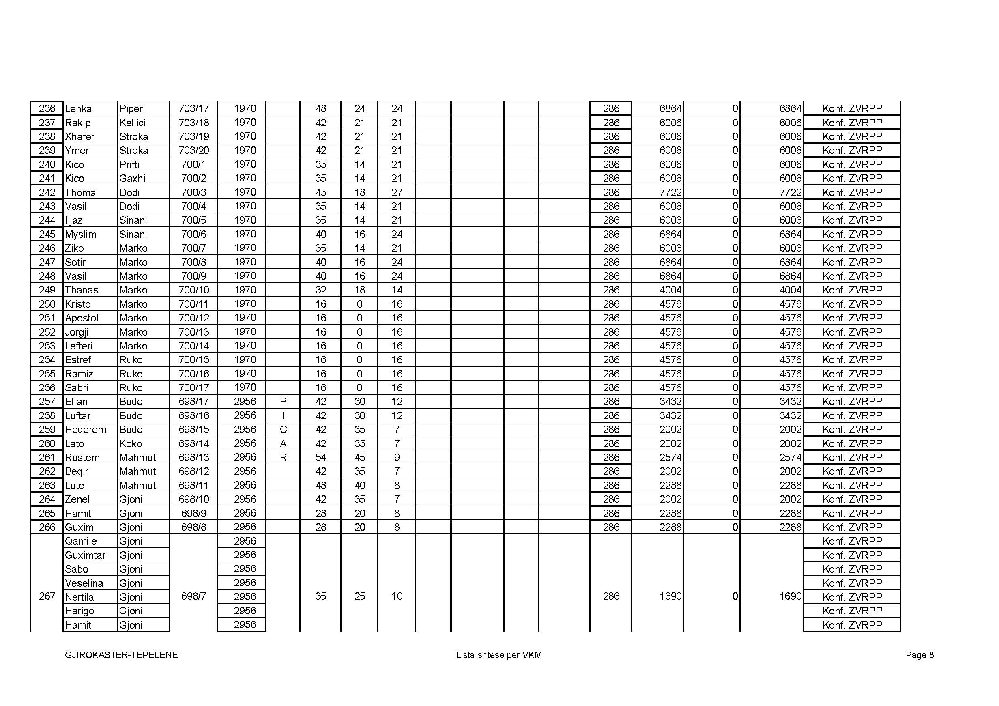 236 Lenka Piperi 703/17 1970 48 24 24 286 6864 0 6864 Konf. ZVRPP
237 Rakip Kellici 703/18 1970 42 21 21 286 6006 0 6006 Konf. ZVRPP
238 Xhafer Stroka 703/19 1970 42 21 21 286 6006 0 6006 Konf. ZVRPP
239 Ymer Stroka 703/20 1970 42 21 21 286 6006 0 6006 Konf. ZVRPP
240 Kico Prifti 700/1 1970 35 14 21 286 6006 0 6006 Konf. ZVRPP
241 Kico Gaxhi 700/2 1970 35 14 21 286 6006 0 6006 Konf. ZVRPP
242 Thoma Dodi 700/3 1970 45 18 27 286 7722 0 7722 Konf. ZVRPP
243 Vasil Dodi 700/4 1970 35 14 21 286 6006 0 6006 Konf. ZVRPP
244 Iljaz Sinani 700/5 1970 35 14 21 286 6006 0 6006 Konf. ZVRPP
245 Myslim Sinani 700/6 1970 40 16 24 286 6864 0 6864 Konf. ZVRPP
246 Ziko Marko 700/7 1970 35 14 21 286 6006 0 6006 Konf. ZVRPP
247 Sotir Marko 700/8 1970 40 16 24 286 6864 0 6864 Konf. ZVRPP
248 Vasil Marko 700/9 1970 40 16 24 286 6864 0 6864 Konf. ZVRPP
249 Thanas Marko 700/10 1970 32 18 14 286 4004 0 4004 Konf. ZVRPP
250 Kristo Marko 700/11 1970 16 0 16 286 4576 0 4576 Konf. ZVRPP
251 Apostol Marko 700/12 1970 16 0 16 286 4576 0 4576 Konf. ZVRPP
252 Jorgji Marko 700/13 1970 16 0 16 286 4576 0 4576 Konf. ZVRPP
253 Lefteri Marko 700/14 1970 16 0 16 286 4576 0 4576 Konf. ZVRPP
254 Estref Ruko 700/15 1970 16 0 16 286 4576 0 4576 Konf. ZVRPP
255 Ramiz Ruko 700/16 1970 16 0 16 286 4576 0 4576 Konf. ZVRPP
256 Sabri Ruko 700/17 1970 16 0 16 286 4576 0 4576 Konf. ZVRPP
257 Elfan Budo 698/17 2956 P 42 30 12 286 3432 0 3432 Konf. ZVRPP
258 Luftar Budo 698/16 2956 I 42 30 12 286 3432 0 3432 Konf. ZVRPP
259 Heqerem Budo 698/15 2956 C 42 35 7 286 2002 0 2002 Konf. ZVRPP
260 Lato Koko 698/14 2956 A 42 35 7 286 2002 0 2002 Konf. ZVRPP
261 Rustem Mahmuti 698/13 2956 R 54 45 9 286 2574 0 2574 Konf. ZVRPP
262 Beqir Mahmuti 698/12 2956 42 35 7 286 2002 0 2002 Konf. ZVRPP
263 Lute Mahmuti 698/11 2956 48 40 8 286 2288 0 2288 Konf. ZVRPP
264 Zenel Gjoni 698/10 2956 42 35 7 286 2002 0 2002 Konf. ZVRPP
265 Hamit Gjoni 698/9 2956 28 20 8 286 2288 0 2288 Konf. ZVRPP
266 Guxim Gjoni 698/8 2956 28 20 8 286 2288 0 2288 Konf. ZVRPP
Qamile Gjoni 2956 Konf. ZVRPP
Guximtar Gjoni 2956 Konf. ZVRPP
Sabo Gjoni 2956 Konf. ZVRPP
Veselina Gjoni 2956 Konf. ZVRPP
267 Nertila Gjoni 698/7 2956 35 25 10 286 1690 0 1690 Konf. ZVRPP
Harigo Gjoni 2956 Konf. ZVRPP
Hamit Gjoni 2956 Konf. ZVRPP
GJIROKASTER-TEPELENE Lista shtese per VKM Page 8